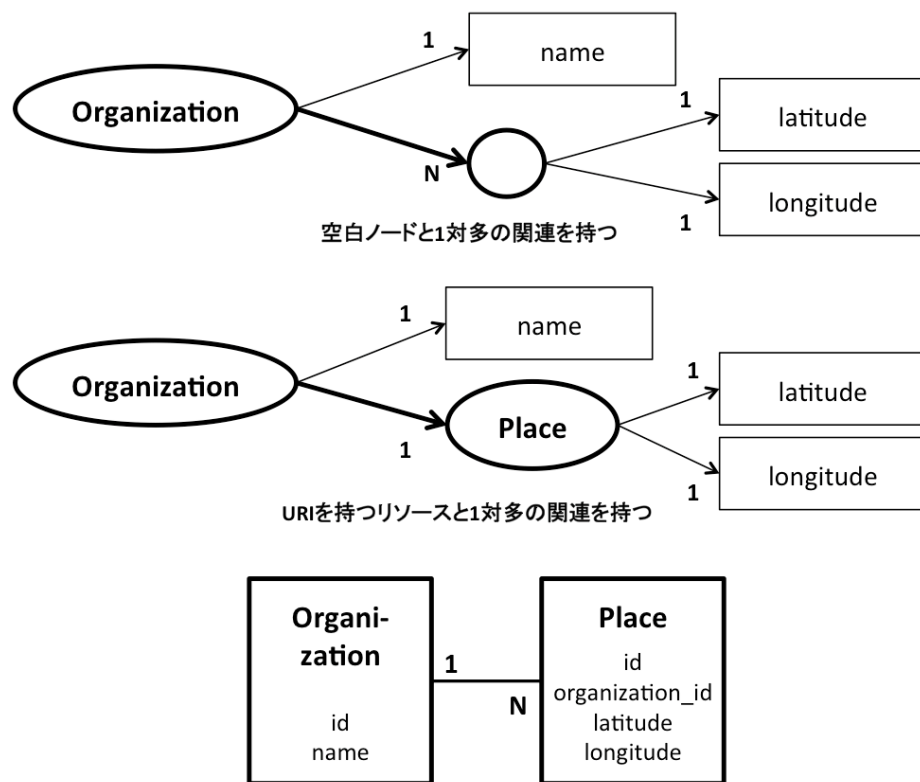 1
name
Organization
1
latitude
N
longitude
1
空白ノードと1対多の関連を持つ
1
name
Organization
1
latitude
Place
1
longitude
1
URIを持つリソースと1対多の関連を持つ
Organi-
zation
id
name
1
N
Place
id
organization_id
latitude
longitude